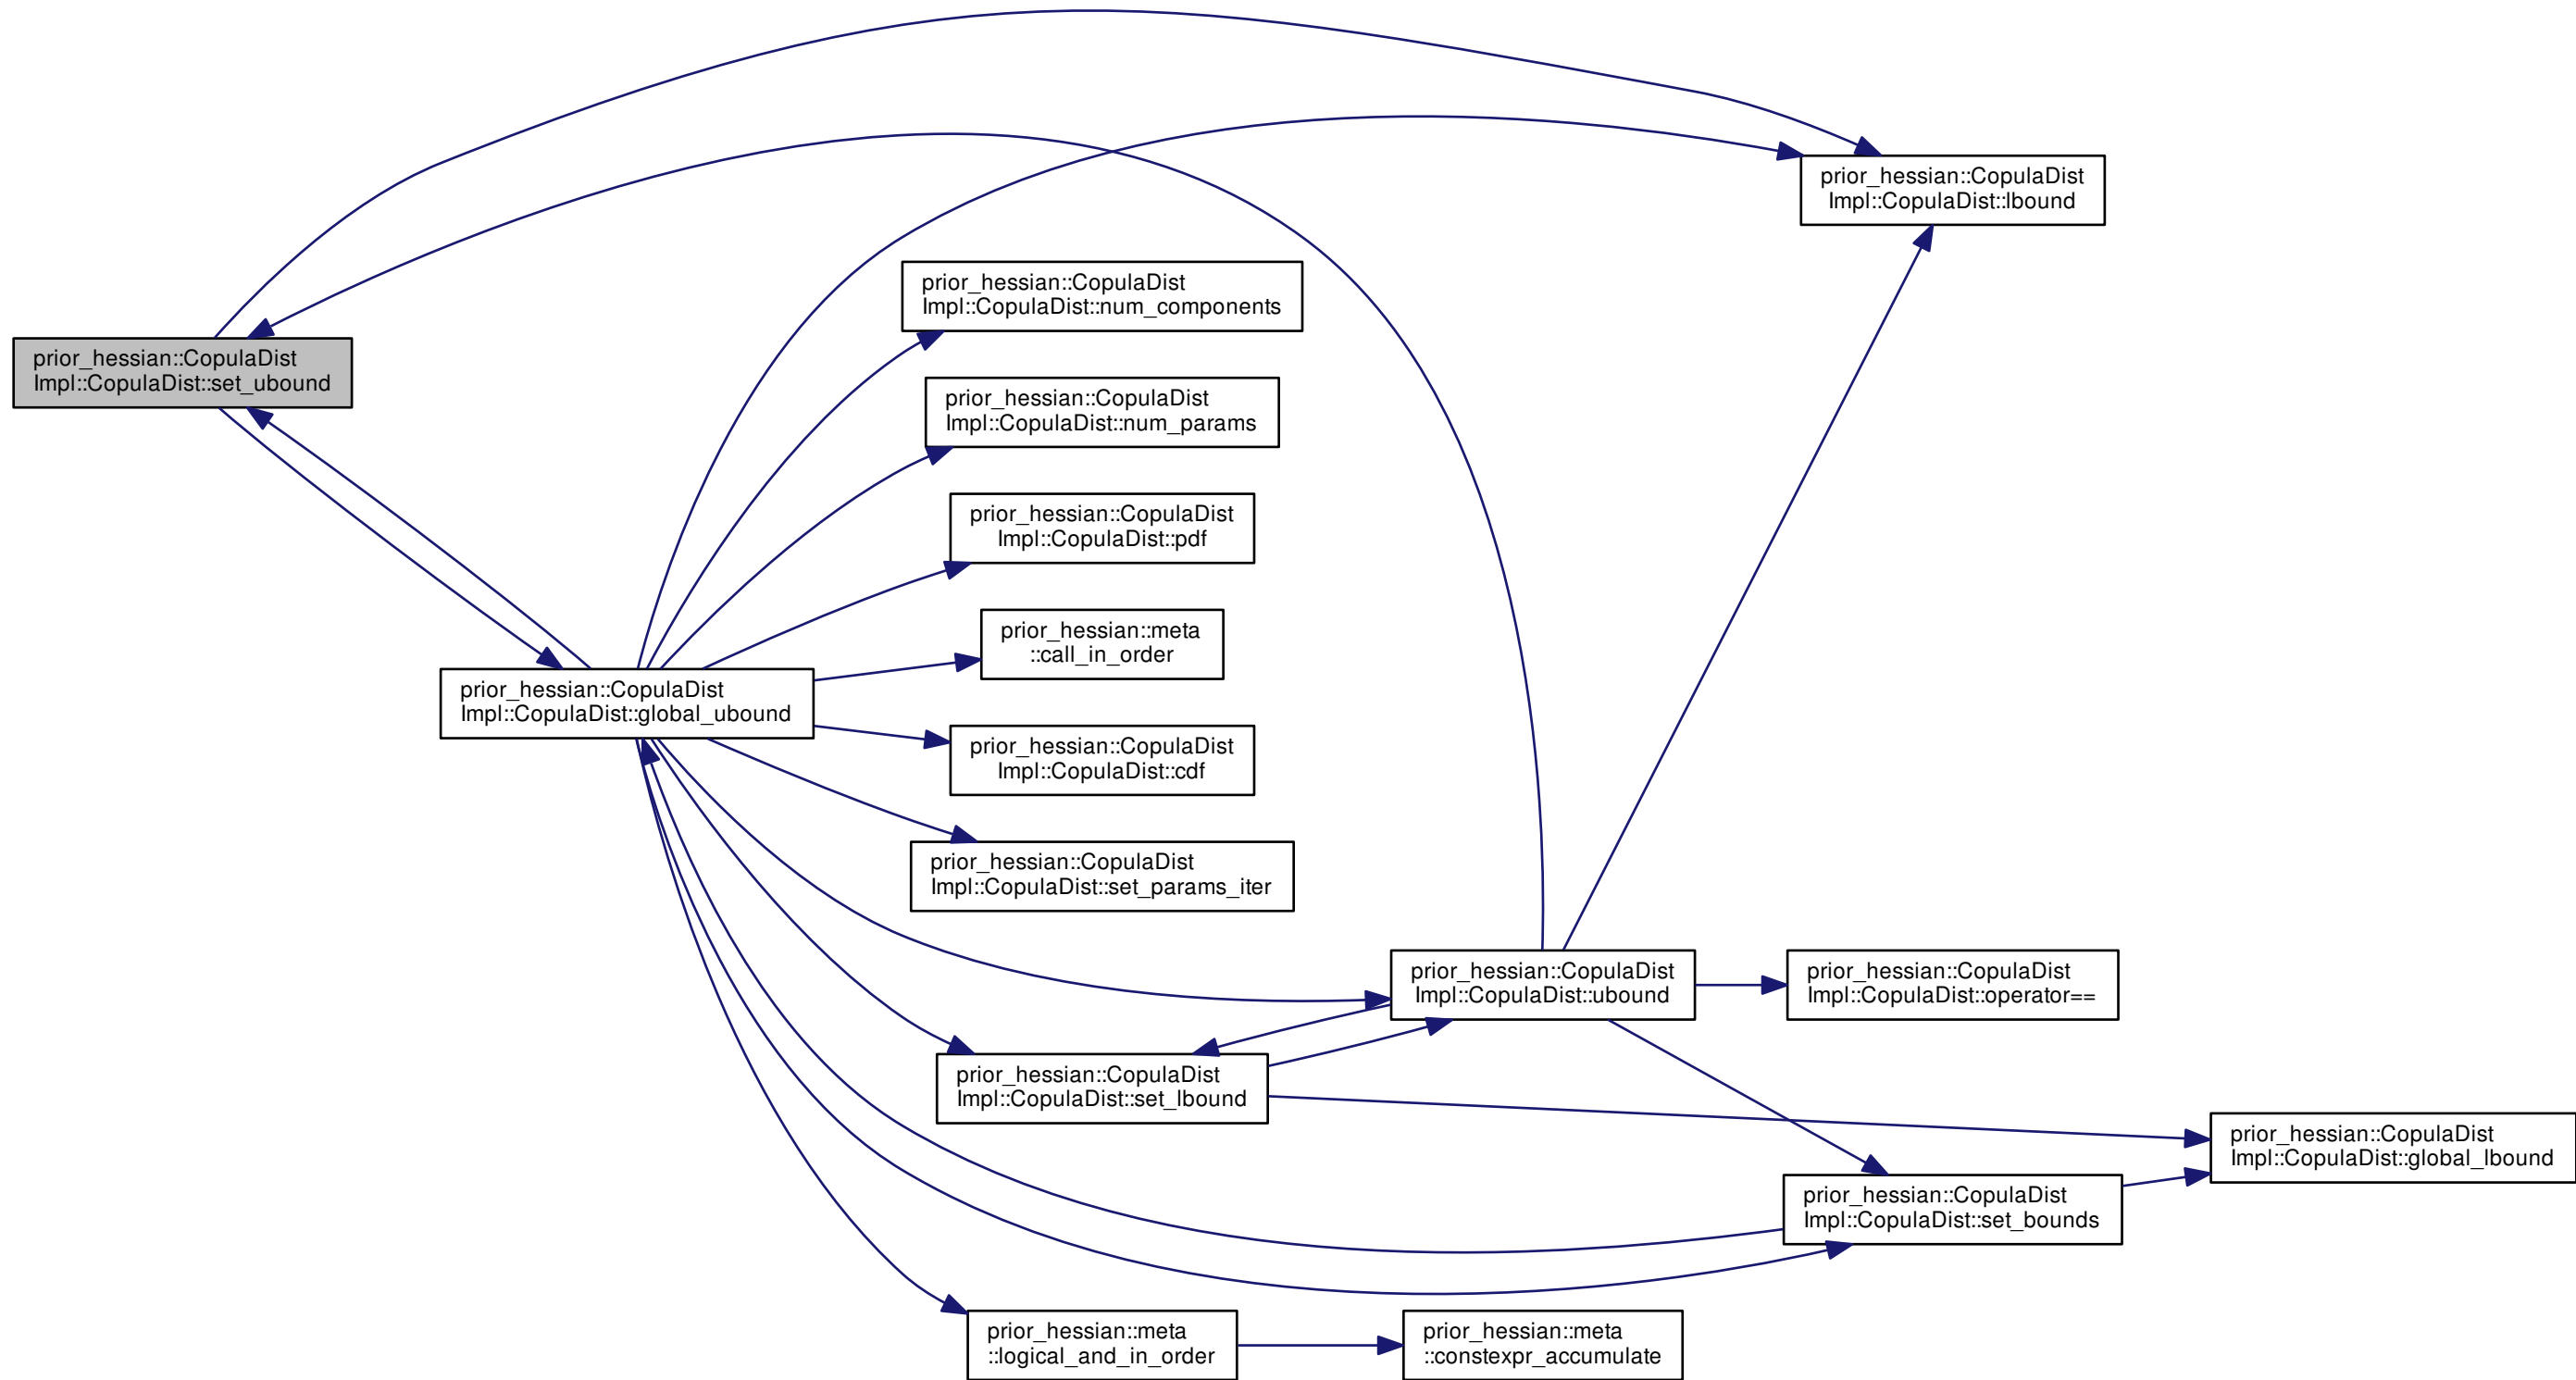 prior_hessian::CopulaDist
Impl::CopulaDist::lbound
prior_hessian::CopulaDist
Impl::CopulaDist::num_components
prior_hessian::CopulaDist
Impl::CopulaDist::set_ubound
prior_hessian::CopulaDist
Impl::CopulaDist::num_params
prior_hessian::CopulaDist
Impl::CopulaDist::pdf
prior_hessian::meta
::call_in_order
prior_hessian::CopulaDist
Impl::CopulaDist::global_ubound
prior_hessian::CopulaDist
Impl::CopulaDist::cdf
prior_hessian::CopulaDist
Impl::CopulaDist::set_params_iter
prior_hessian::CopulaDist
Impl::CopulaDist::ubound
prior_hessian::CopulaDist
Impl::CopulaDist::operator==
prior_hessian::CopulaDist
Impl::CopulaDist::set_lbound
prior_hessian::CopulaDist
Impl::CopulaDist::global_lbound
prior_hessian::CopulaDist
Impl::CopulaDist::set_bounds
prior_hessian::meta
::logical_and_in_order
prior_hessian::meta
::constexpr_accumulate